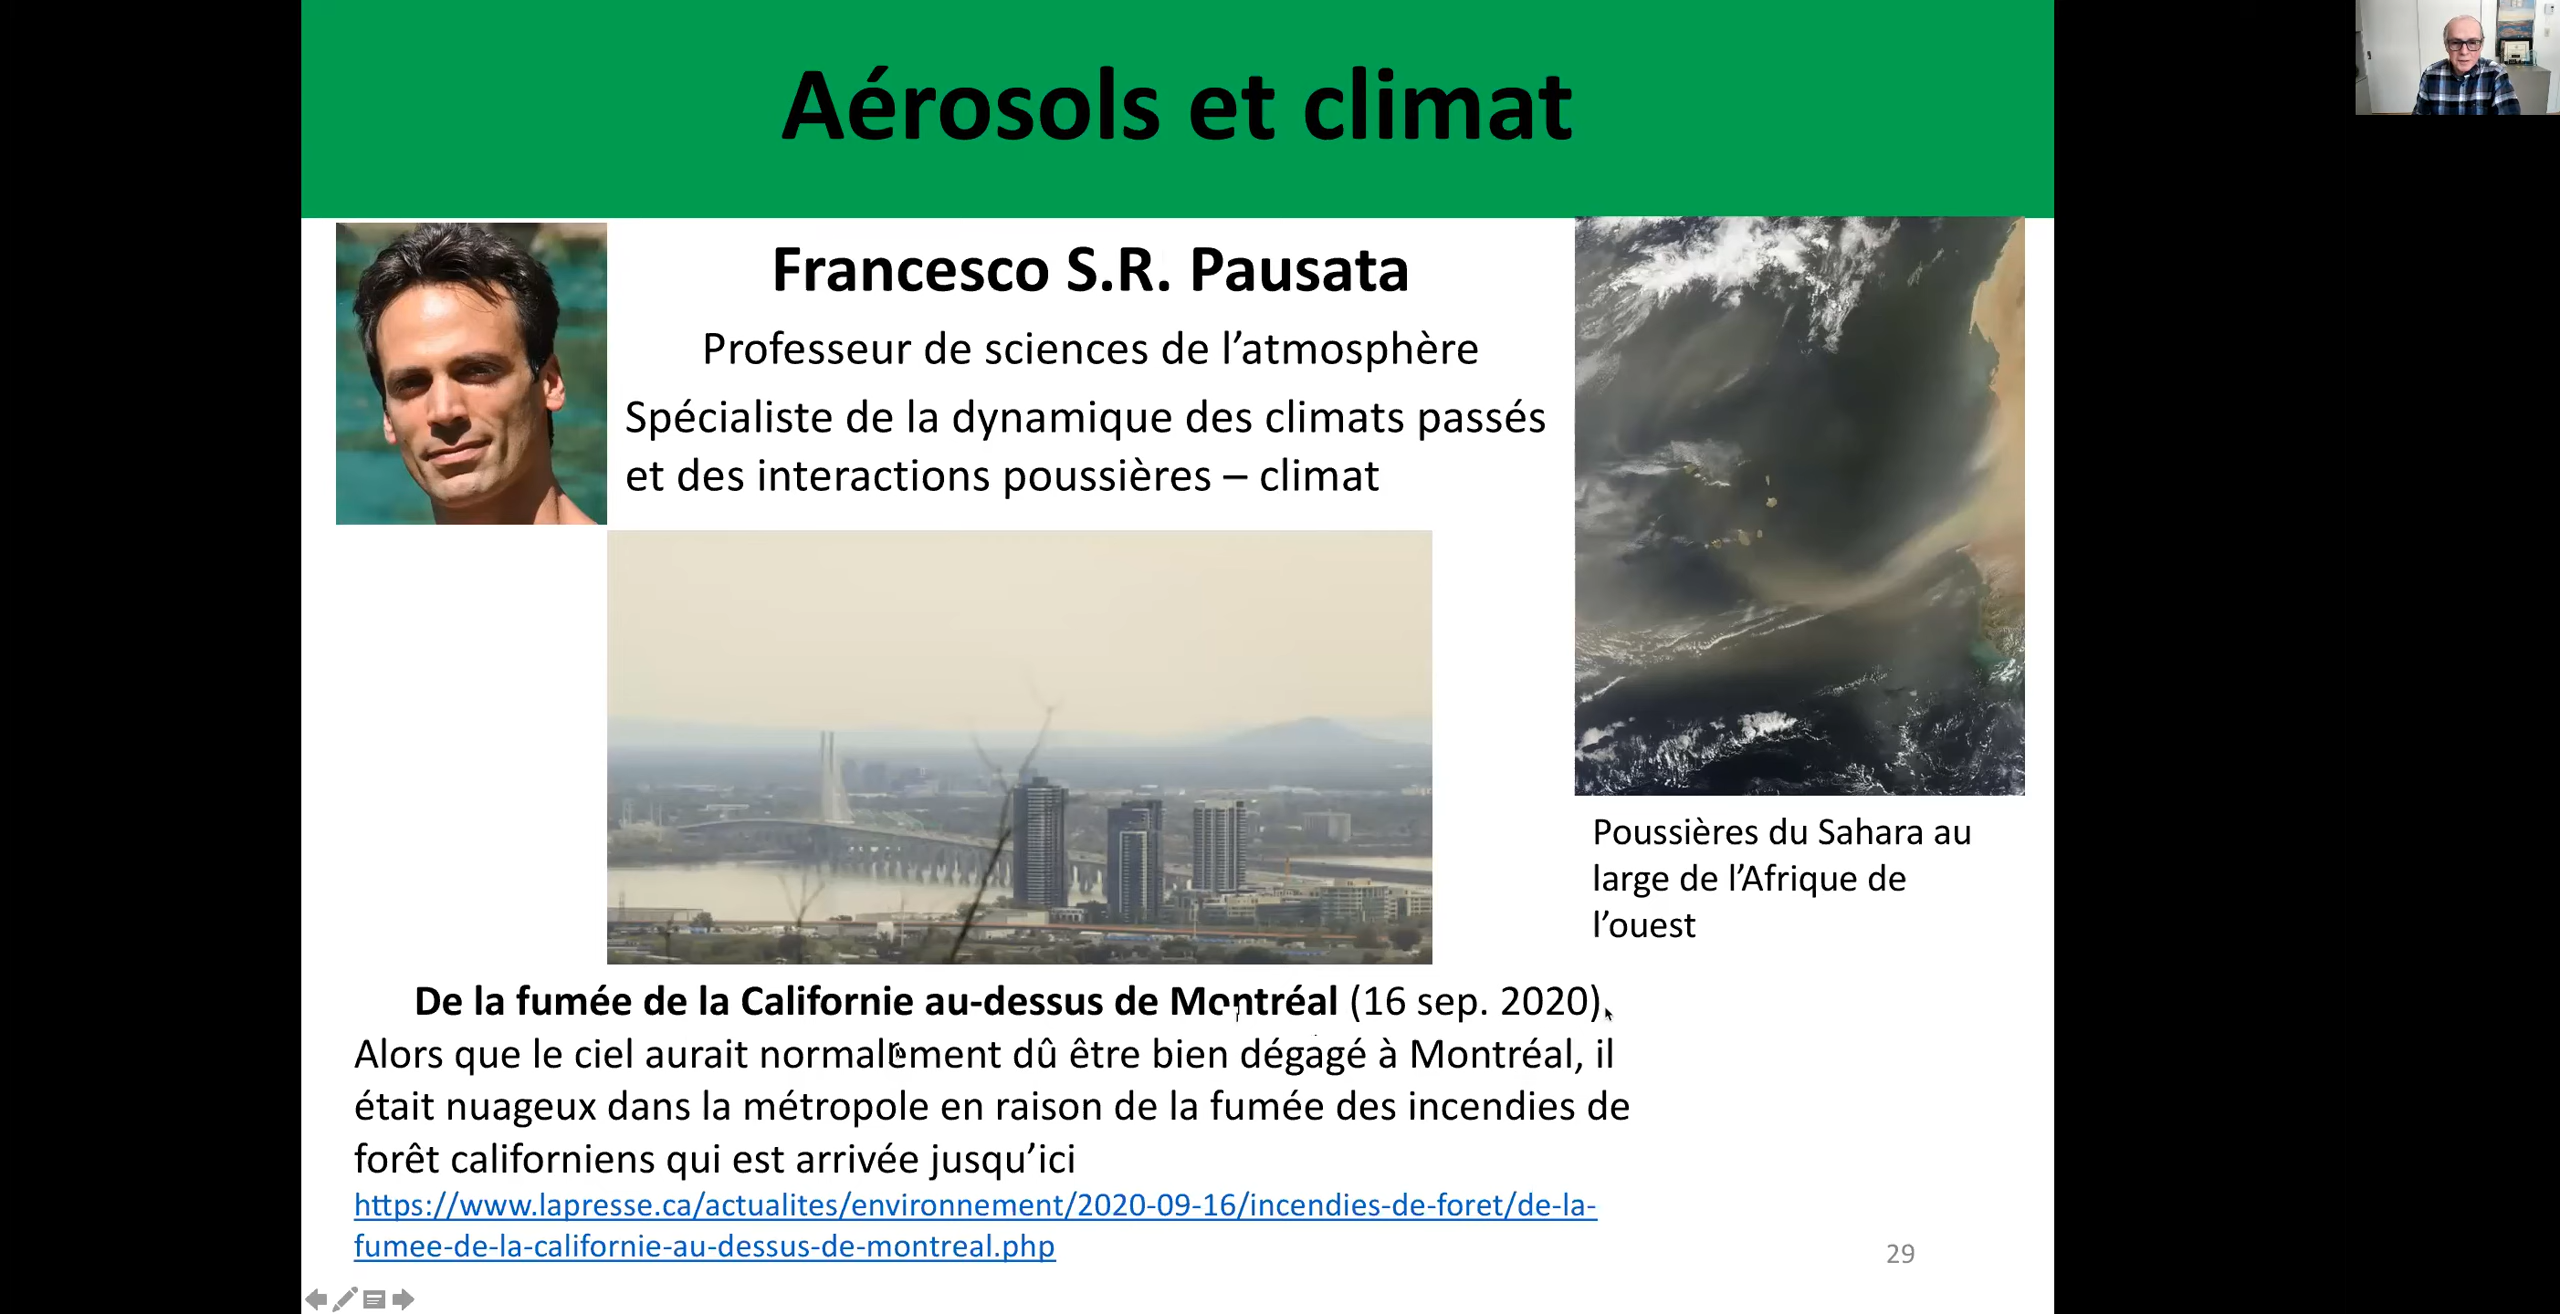 Aérosols et climat
Francesco S.R. Pausata
Professeur de sciences de l’atmosphère
Spécialiste de la dynamique des climats passés
et des interactions poussières – climat
Poussières du Sahara au
large de l’Afrique de
l’ouest
De la fumée de la Californie au-dessus de Montréal (16 sep. 2020).
Alors que le ciel aurait normalement dû être bien dégagé à Montréal, il
était nuageux dans la métropole en raison de la fumée des incendies de
forêt californiens qui est arrivée jusqu’ici
https://www.lapresse.ca/actualites/environnement/2020-09-16/incendies-de-foret/de-la-
fumee-de-la-californie-au-dessus-de-montreal.php
29